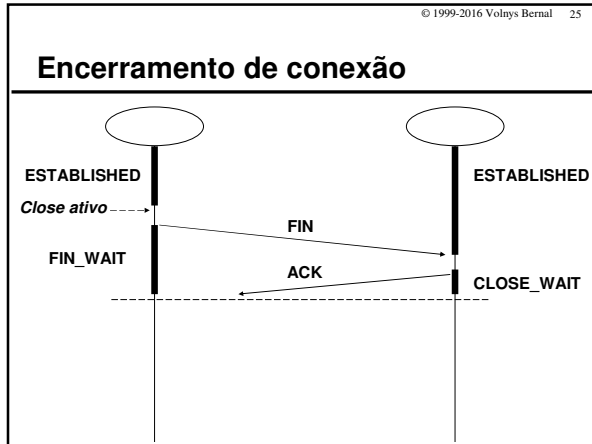 © 1999-2016 Volnys Bernal 25
Encerramento de conexão
ESTABLISHED
ESTABLISHED
Close ativo
FIN
FIN_WAIT
ACK
CLOSE_WAIT